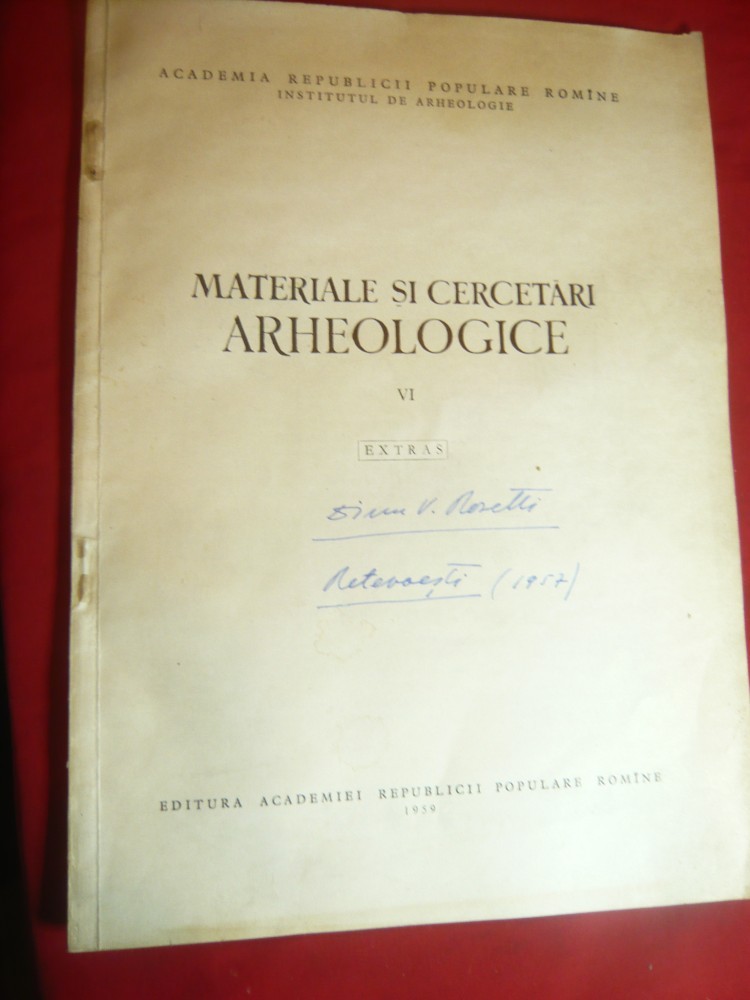 ACADEMIA REPUBLICII POPULARE ROMÎNE
INSTITUTUL DE ARHEOLOGIE
MATERIALE ȘI CERCETĂRI
ARHEOLOGICE
VI
EXTRAS
Dinu V. Rosetti
Retevoești (1957)
EDITURA ACADEMIEI REPUBLICII POPULARE ROMÎNE
1959